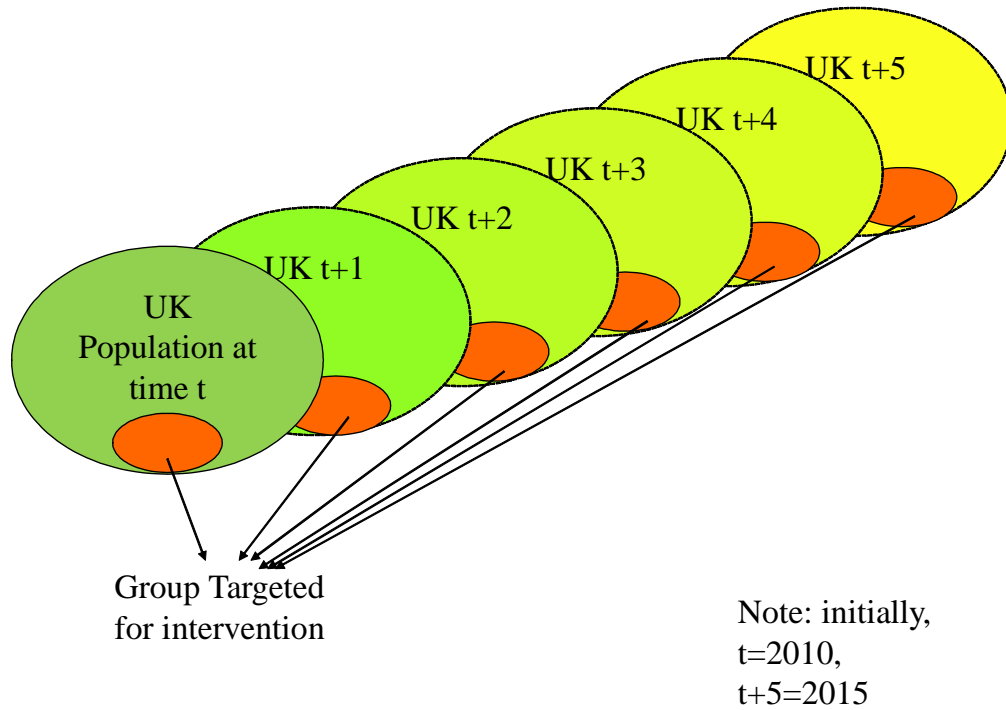 UK t+5
UK t+4
UK t+3
UK t+2
UK t+1
UK
Population at
time t
Group Targeted
for intervention
Note: initially,
t=2010,
t+5=2015